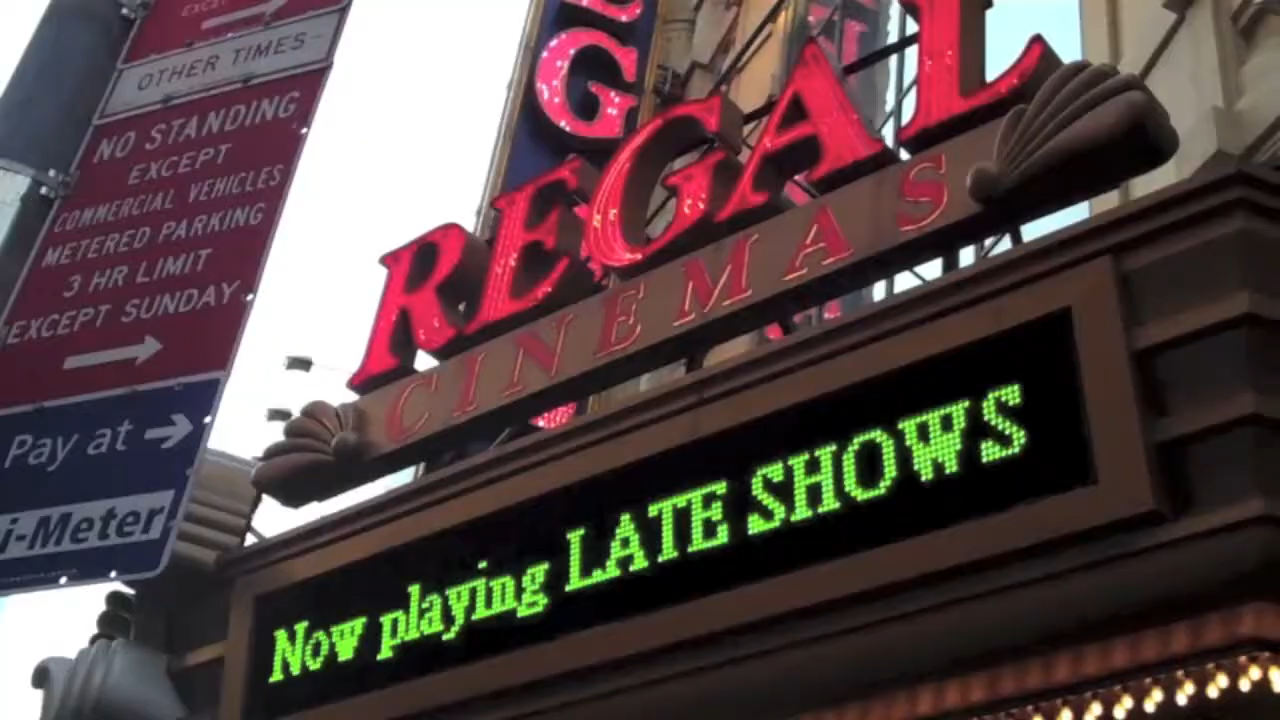 OTHER TIMES
NO STANDING
EXCEPT
COMMERCIAL VEHICLES
METERED PARKING
3 HR LIMIT
EXCEPT SUNDAY
Pay at
i-Meter
G
REGAL
CINEMAS
Now playing LATE SHOWS